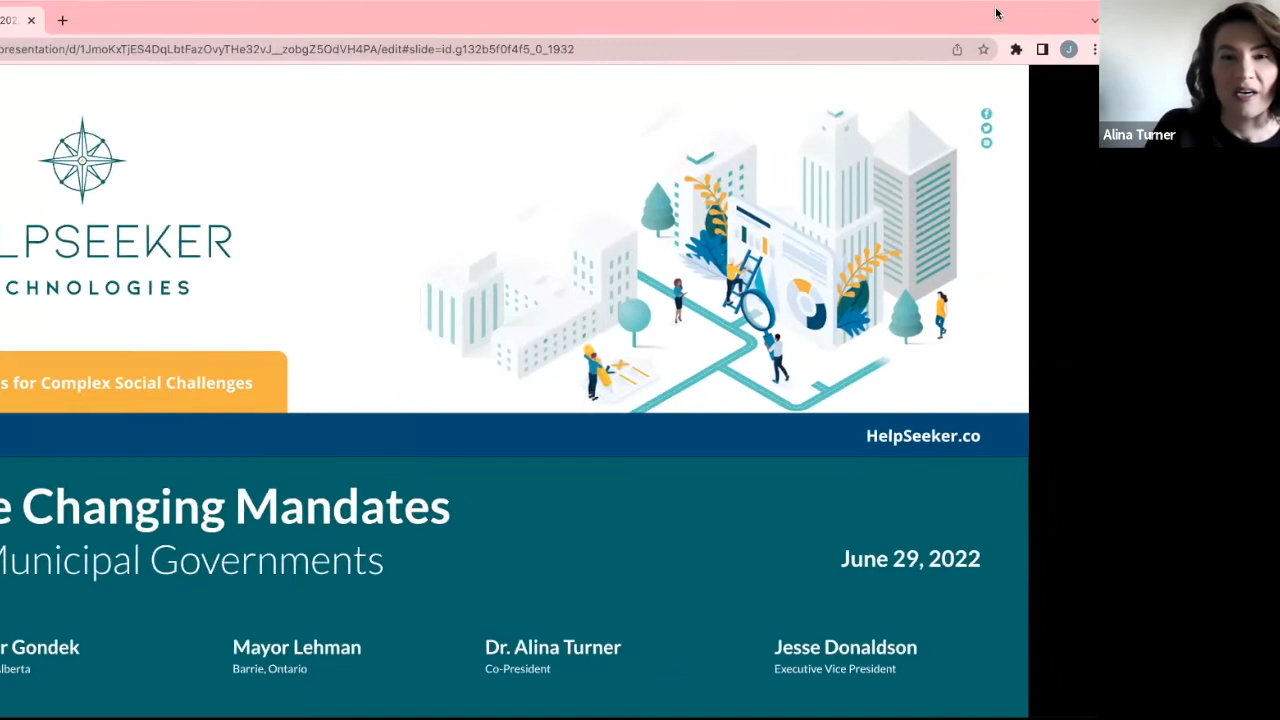 202
resentation/d/1JmoKxTjES4DqLbtFazOvyTHe32vJ__zobgZ5OdVH4PA/edit#slide=id.g132b5f0f4f5_0_1932
J
Alina Turner
LPSEEKER
CHNOLOGIES
s for Complex Social Challenges
HelpSeeker.co
e Changing Mandates
Municipal Governments
June 29, 2022
r Gondek
lberta
Mayor Lehman
Barrie, Ontario
Dr. Alina Turner
Co-President
Jesse Donaldson
Executive Vice President